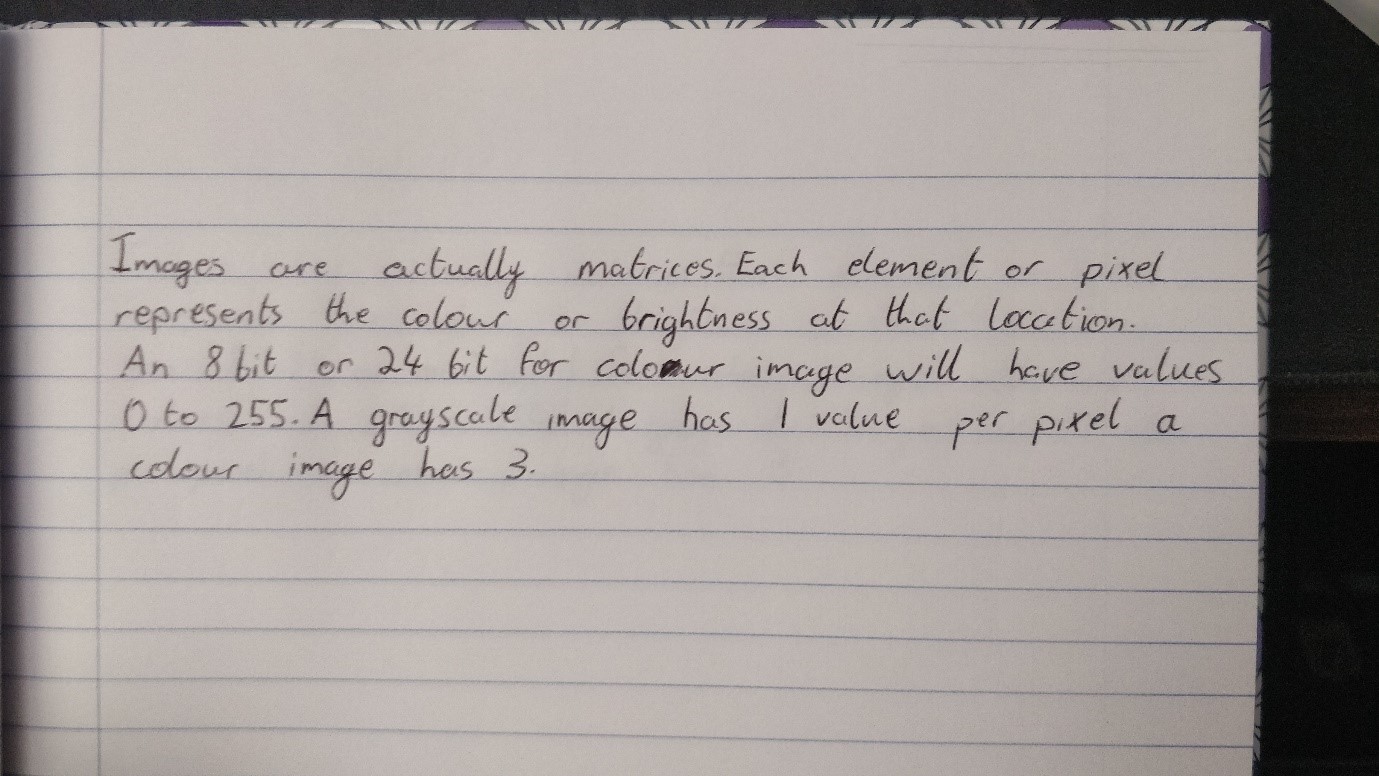 Images are actually matrices. Each element or pixel
represents the colour or brightness at that location.
An 8 bit or 24 bit for colour image will have values
0 to 255. A grayscale image has 1 value per pixel a
colour image has 3.